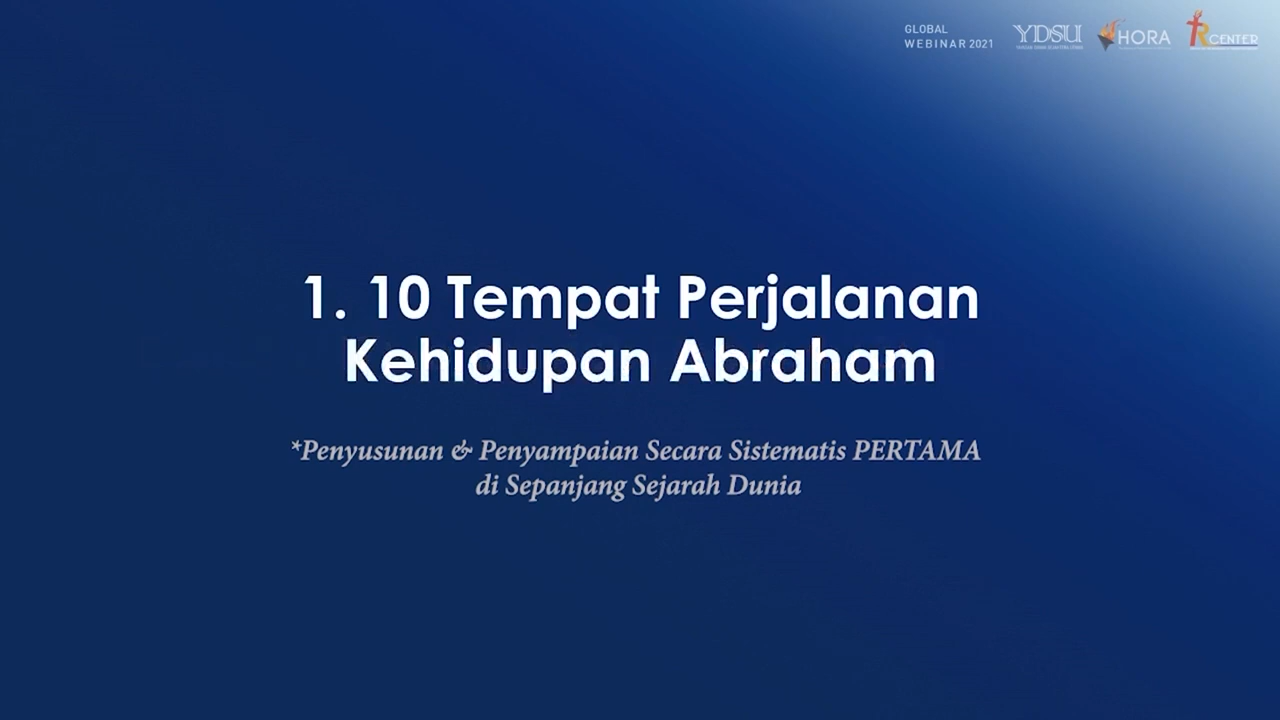 GLOBAL
WEBINAR 2021
YDSU
HORA
RCENTER
1. 10 Tempat Perjalanan
Kehidupan Abraham
*Penyusunan & Penyampaian Secara Sistematis PERTAMA
di Sepanjang Sejarah Dunia